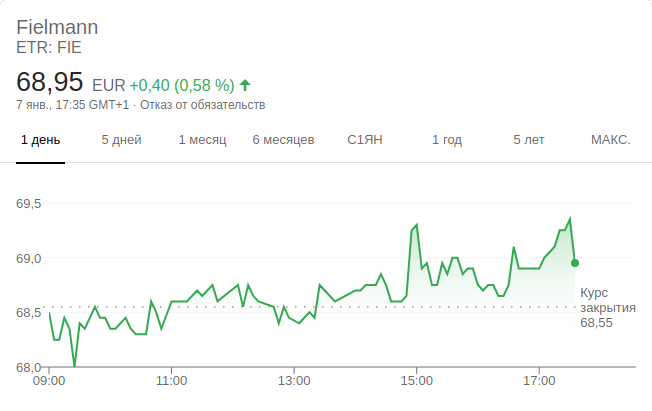 Fielmann
ETR: FIE
68,95 EUR +0,40 (0,58 %)
7 янв., 17:35 GMT+1 · Отказ от обязательств
1 день 5 дней 1 месяц 6 месяцев С1ЯН 1 год 5 лет МАКС.
69,5
69,0
68,5
68,0
Курс
закрытия
68,55
09:00 11:00 13:00 15:00 17:00